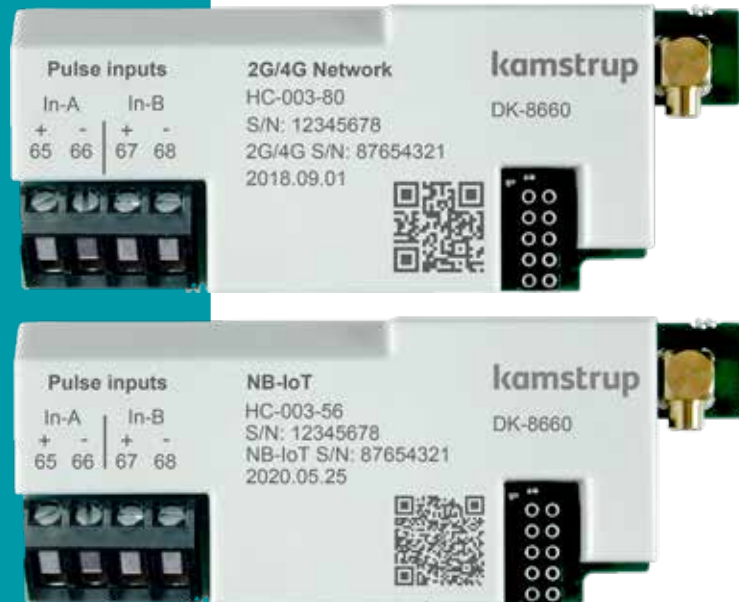 Pulse inputs
In-A In-B
+ - + -
65 66 67 68
2G/4G Network
HC-003-80
S/N: 12345678
2G/4G S/N: 87654321
2018.09.01
kamstrup
DK-8660
Pulse inputs
In-A In-B
+ - + -
65 66 67 68
NB-IoT
HC-003-56
S/N: 12345678
NB-IoT S/N: 87654321
2020.05.25
kamstrup
DK-8660